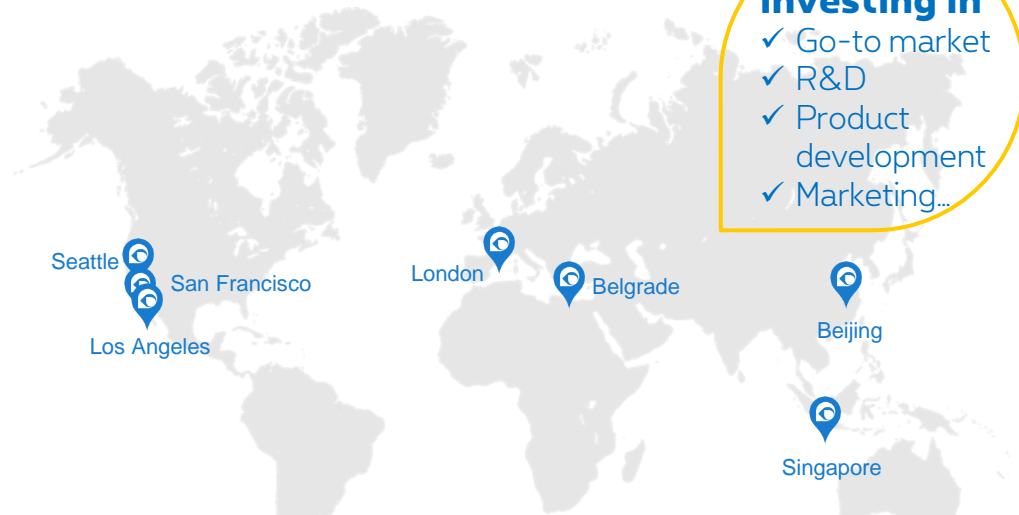 Investing in
✓ Go-to market
✓ R&D
✓ Product
development
✓ Marketing…
Seattle
San Francisco
Los Angeles
London
Belgrade
Beijing
Singapore